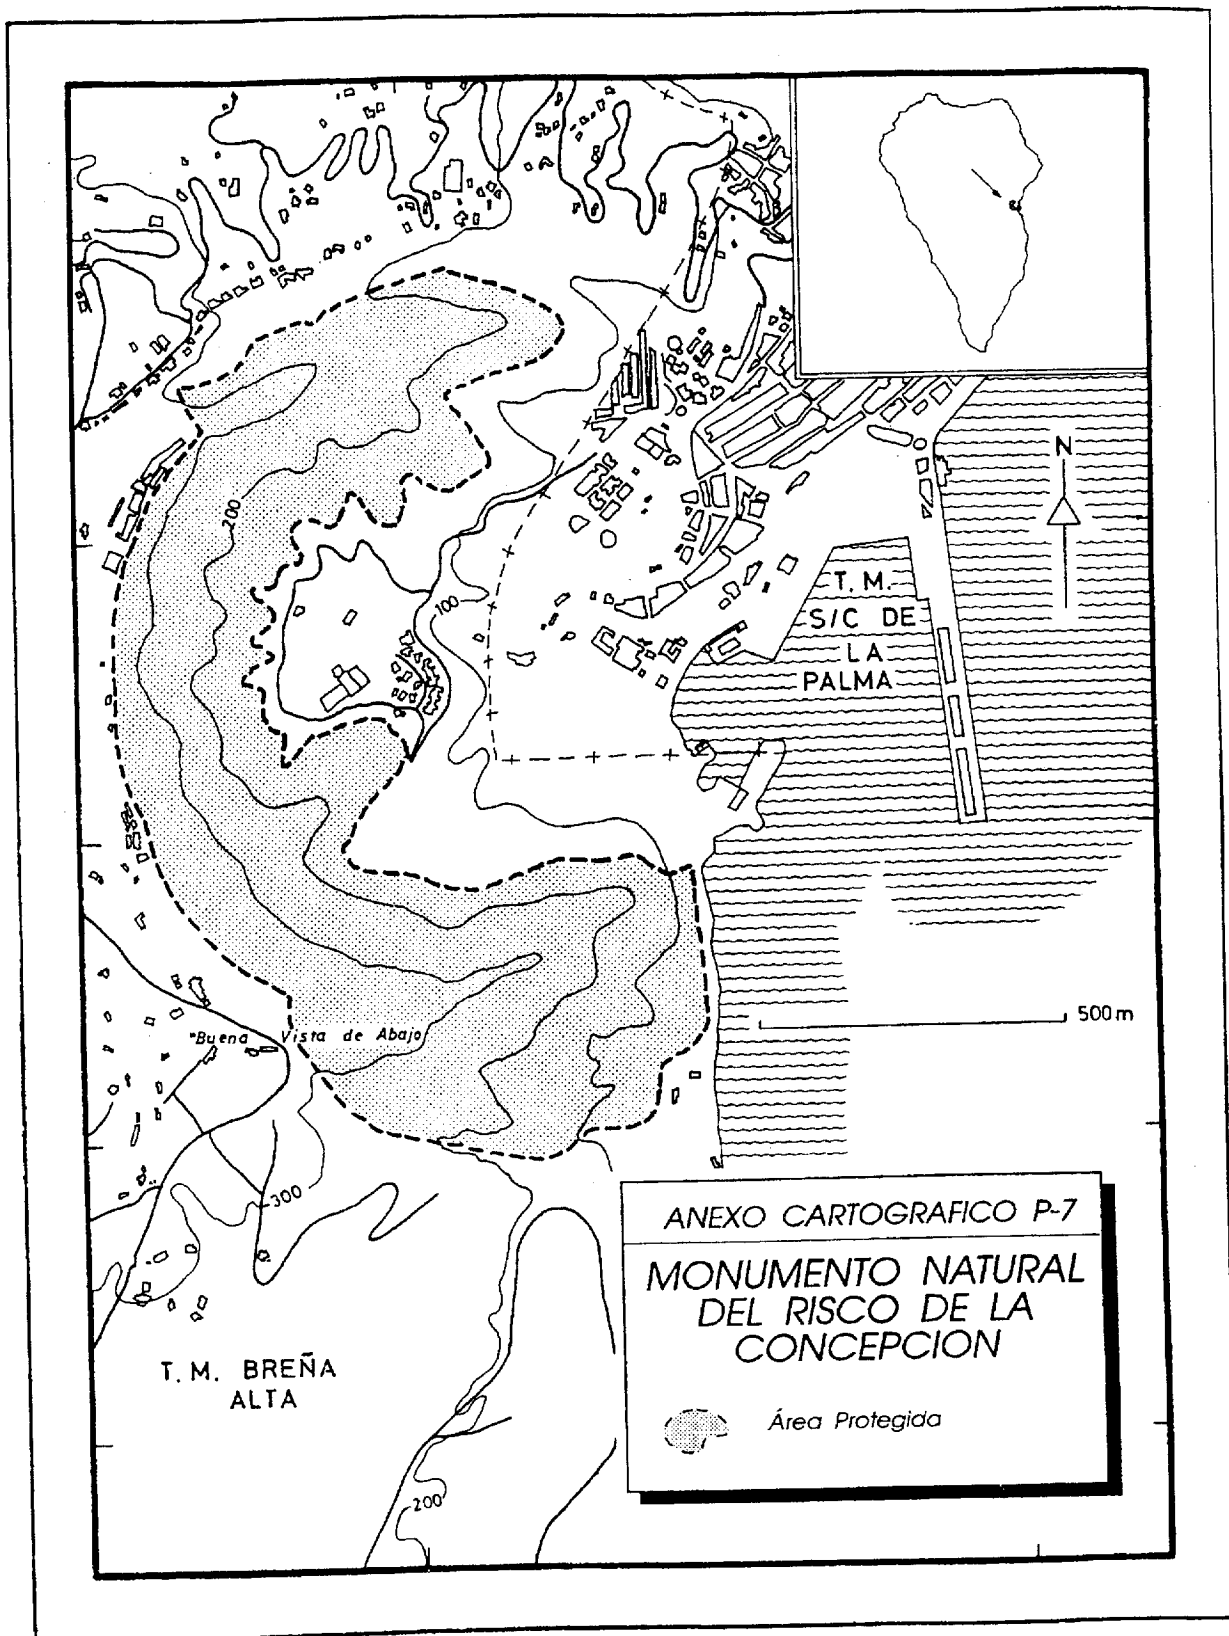 N
T. M.
S/C DE
LA
PALMA
200
100
500 m
"Buena Vista de Abajo
300
T. M. BREÑA
ALTA
200
ANEXO CARTOGRAFICO P-7
MONUMENTO NATURAL
DEL RISCO DE LA
CONCEPCION
Área Protegida